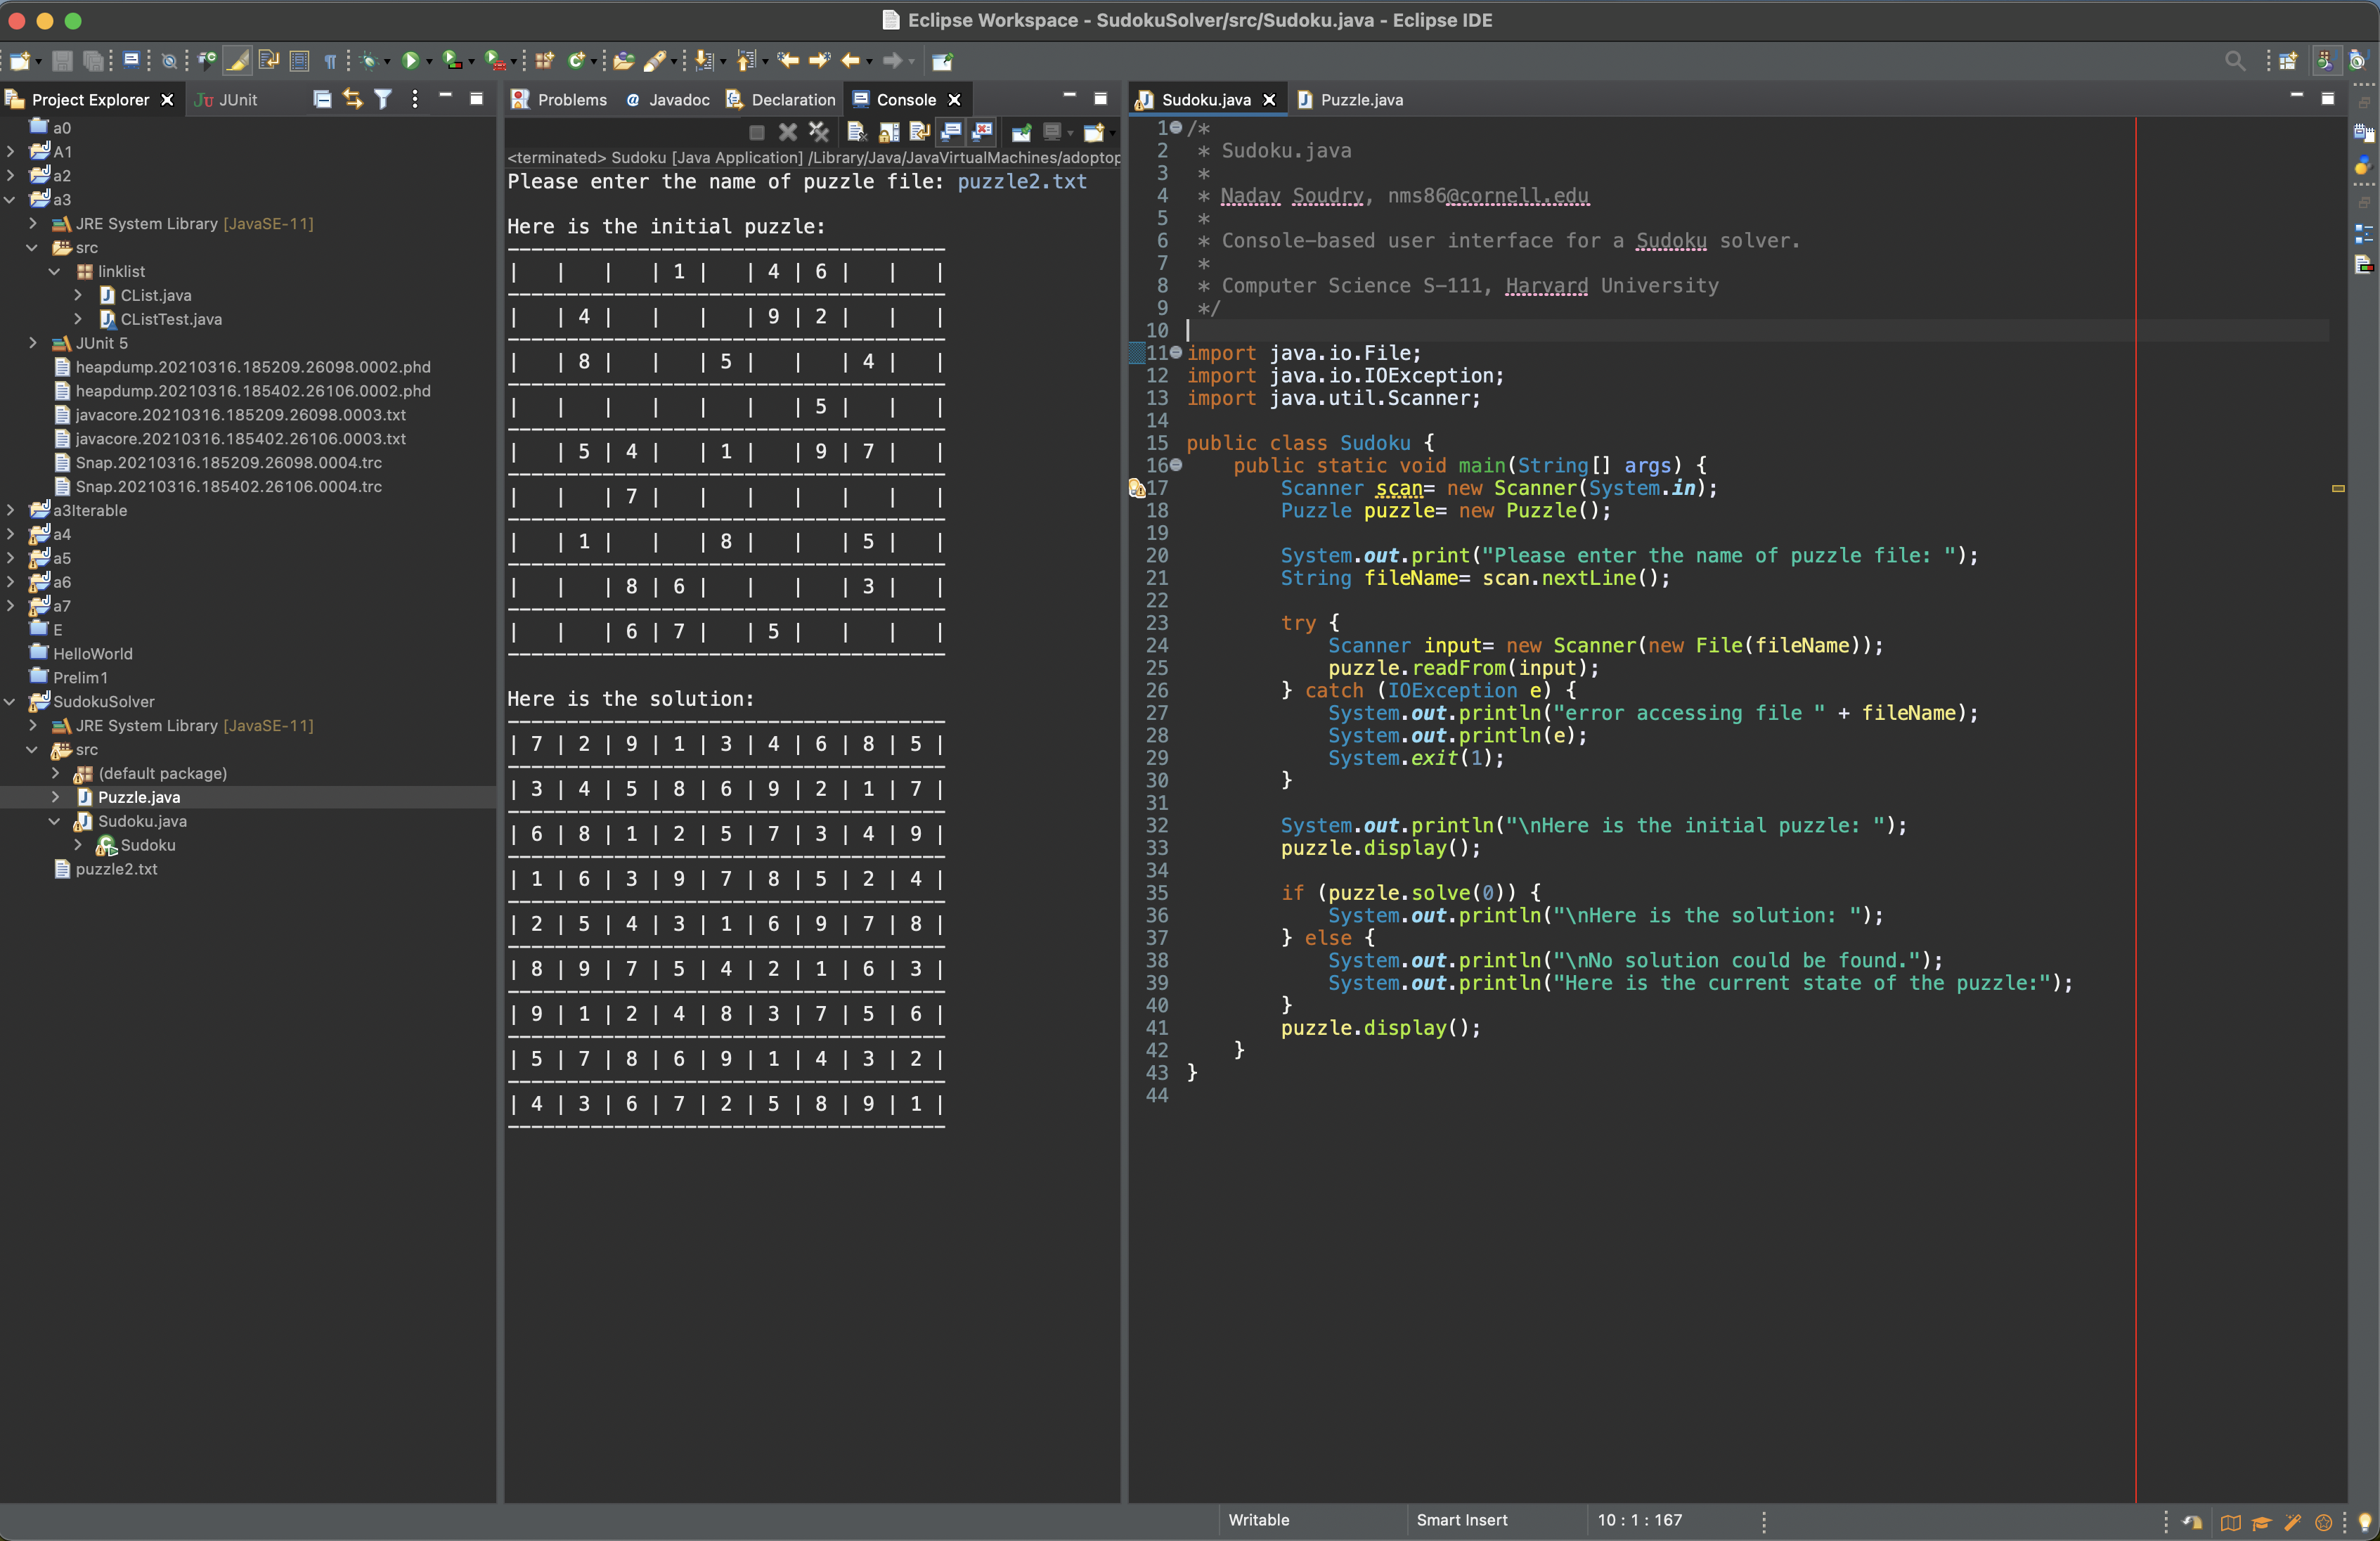 Eclipse Workspace - SudokuSolver/src/Sudoku.java - Eclipse IDE
Project Explorer
JUnit
a0
A1
a2
a3
JRE System Library [JavaSE-11]
src
linklist
CList.java
CListTest.java
JUnit 5
heapdump.20210316.185209.26098.0002.phd
heapdump.20210316.185402.26106.0002.phd
javacore.20210316.185209.26098.0003.txt
javacore.20210316.185402.26106.0003.txt
Snap.20210316.185209.26098.0004.trc
Snap.20210316.185402.26106.0004.trc
a3Iterable
a4
a5
a6
a7
E
HelloWorld
Prelim1
SudokuSolver
JRE System Library [JavaSE-11]
src
(default package)
Puzzle.java
Sudoku.java
Sudoku
puzzle2.txt
Problems
@ Javadoc
Declaration
Console
<terminated> Sudoku [Java Application] /Library/Java/JavaVirtualMachines/adoptop
Please enter the name of puzzle file: puzzle2.txt
Here is the initial puzzle:
-------------------------------------
|   |   |   | 1 |   | 4 | 6 |   |   |
-------------------------------------
|   | 4 |   |   |   | 9 | 2 |   |   |
-------------------------------------
|   | 8 |   |   | 5 |   |   | 4 |   |
-------------------------------------
|   |   |   |   |   |   | 5 |   |   |
-------------------------------------
|   | 5 | 4 |   | 1 |   | 9 | 7 |   |
-------------------------------------
|   |   | 7 |   |   |   |   |   |   |
-------------------------------------
|   | 1 |   |   | 8 |   |   | 5 |   |
-------------------------------------
|   |   | 8 | 6 |   |   |   | 3 |   |
-------------------------------------
|   |   | 6 | 7 |   | 5 |   |   |   |
-------------------------------------
Here is the solution:
-------------------------------------
| 7 | 2 | 9 | 1 | 3 | 4 | 6 | 8 | 5 |
-------------------------------------
| 3 | 4 | 5 | 8 | 6 | 9 | 2 | 1 | 7 |
-------------------------------------
| 6 | 8 | 1 | 2 | 5 | 7 | 3 | 4 | 9 |
-------------------------------------
| 1 | 6 | 3 | 9 | 7 | 8 | 5 | 2 | 4 |
-------------------------------------
| 2 | 5 | 4 | 3 | 1 | 6 | 9 | 7 | 8 |
-------------------------------------
| 8 | 9 | 7 | 5 | 4 | 2 | 1 | 6 | 3 |
-------------------------------------
| 9 | 1 | 2 | 4 | 8 | 3 | 7 | 5 | 6 |
-------------------------------------
| 5 | 7 | 8 | 6 | 9 | 1 | 4 | 3 | 2 |
-------------------------------------
| 4 | 3 | 6 | 7 | 2 | 5 | 8 | 9 | 1 |
-------------------------------------
Sudoku.java
Puzzle.java
1 /*
2  * Sudoku.java
3  *
4  * Nadav Soudry, nms86@cornell.edu
5  *
6  * Console-based user interface for a Sudoku solver.
7  *
8  * Computer Science S-111, Harvard University
9  */
10
11 import java.io.File;
12 import java.io.IOException;
13 import java.util.Scanner;
14
15 public class Sudoku {
16     public static void main(String[] args) {
17         Scanner scan= new Scanner(System.in);
18         Puzzle puzzle= new Puzzle();
19
20         System.out.print("Please enter the name of puzzle file: ");
21         String fileName= scan.nextLine();
22
23         try {
24             Scanner input= new Scanner(new File(fileName));
25             puzzle.readFrom(input);
26         } catch (IOException e) {
27             System.out.println("error accessing file " + fileName);
28             System.out.println(e);
29             System.exit(1);
30         }
31
32         System.out.println("\nHere is the initial puzzle: ");
33         puzzle.display();
34
35         if (puzzle.solve(0)) {
36             System.out.println("\nHere is the solution: ");
37         } else {
38             System.out.println("\nNo solution could be found.");
39             System.out.println("Here is the current state of the puzzle:");
40         }
41         puzzle.display();
42     }
43 }
44
Writable
Smart Insert
10 : 1 : 167